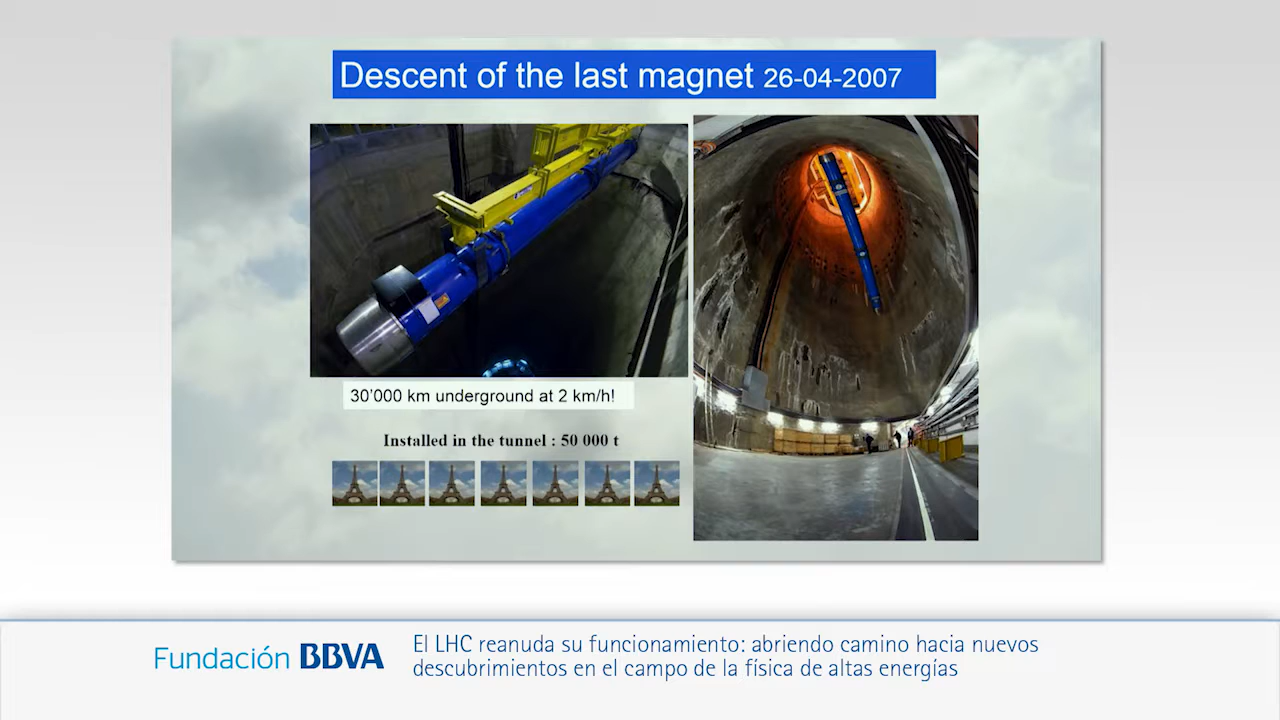 Descent of the last magnet 26-04-2007
30'000 km underground at 2 km/h!
Installed in the tunnel : 50 000 t
Fundación BBVA
El LHC reanuda su funcionamiento: abriendo camino hacia nuevos
descubrimientos en el campo de la física de altas energías